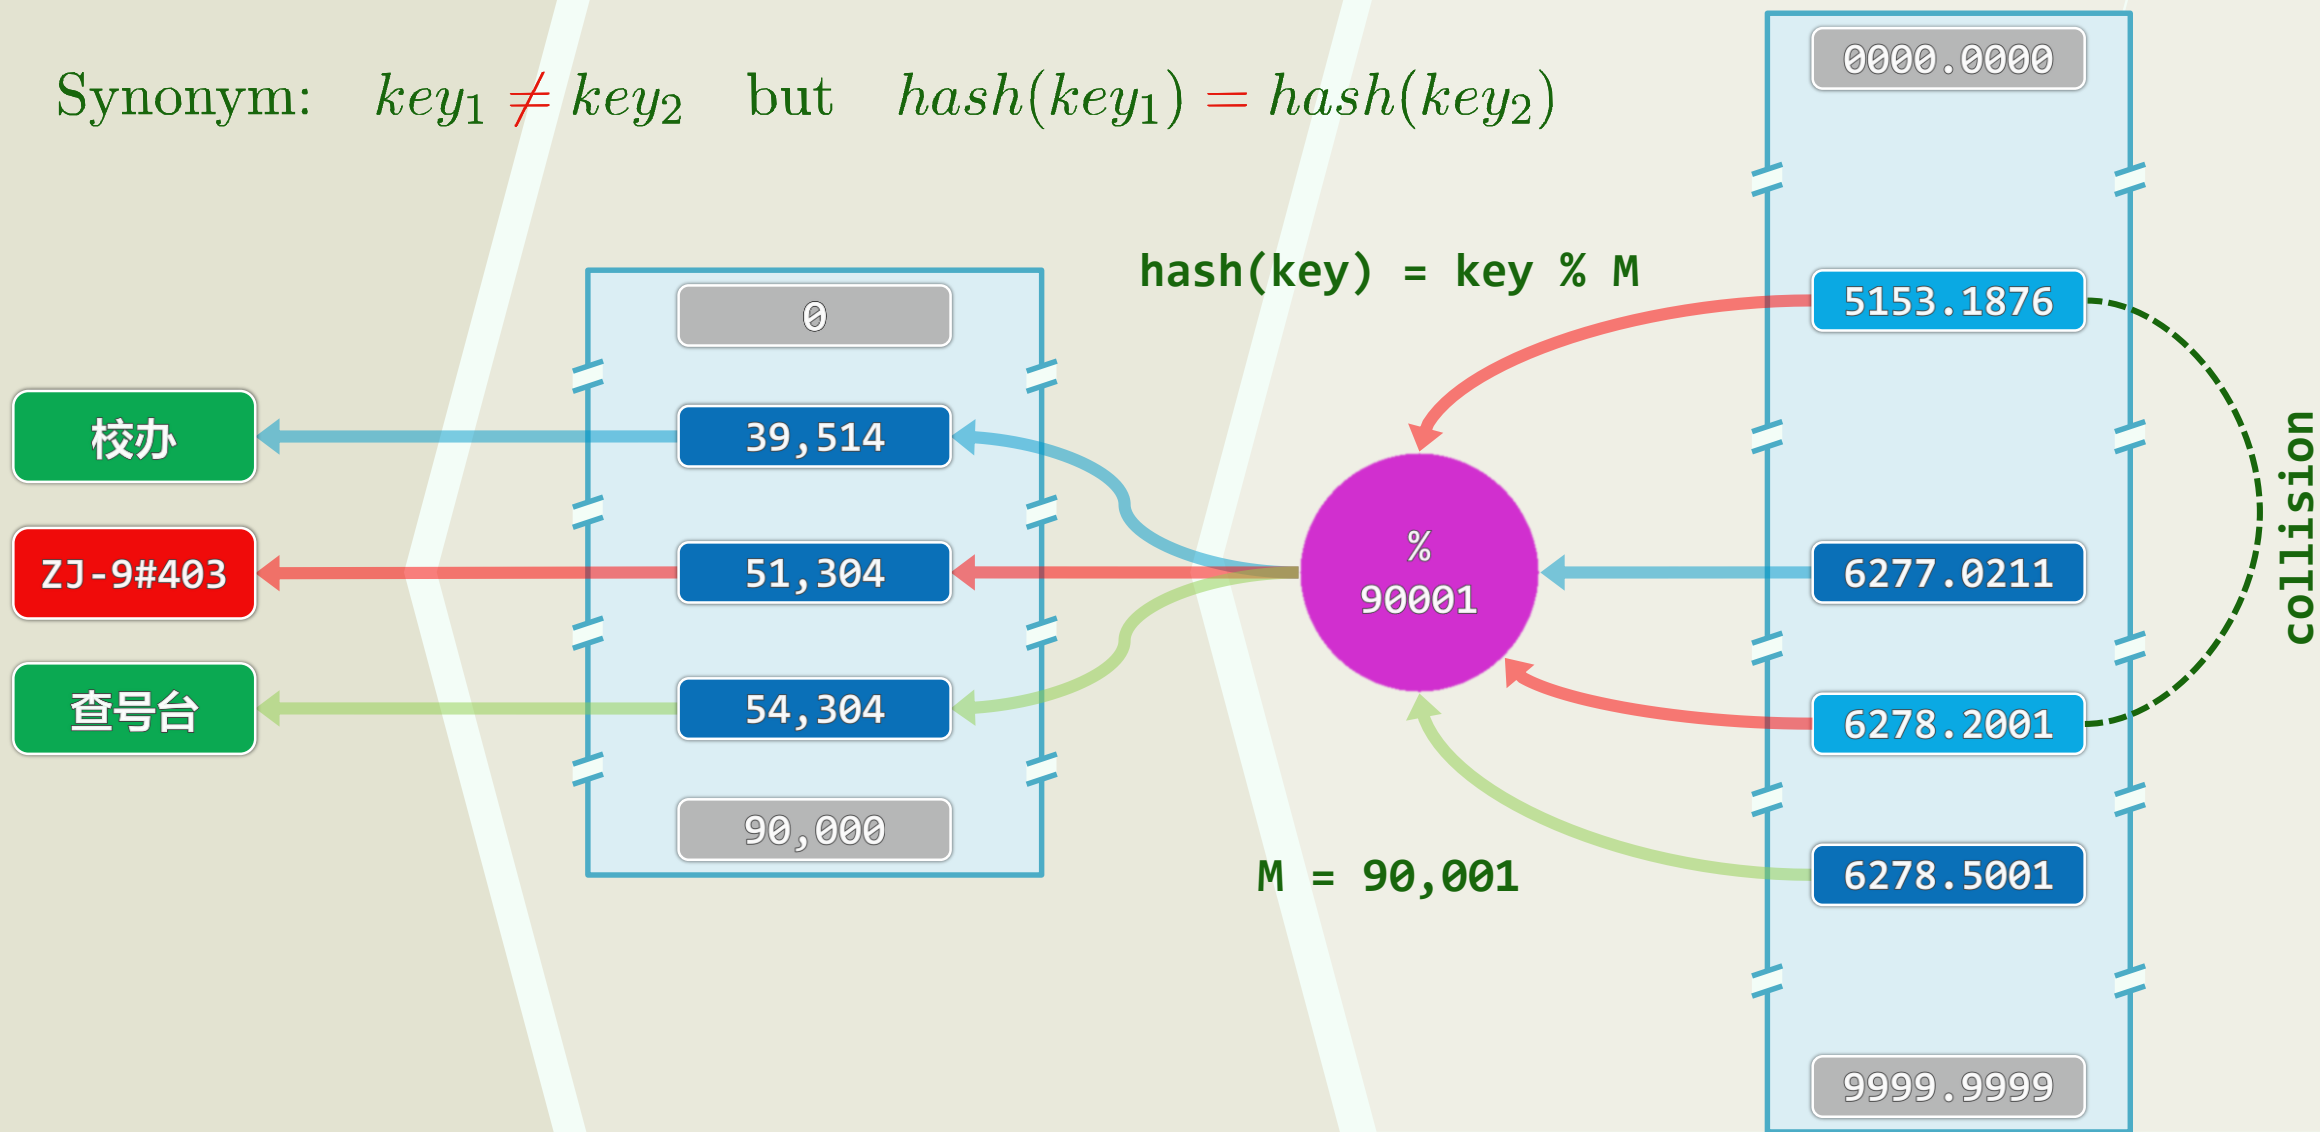 Synonym: key₁ ≠ key₂ but hash(key₁) = hash(key₂)
hash(key) = key % M
M = 90,001
校办
ZJ-9#403
查号台
0
39,514
51,304
54,304
90,000
%
90001
0000.0000
5153.1876
6277.0211
6278.2001
6278.5001
9999.9999
collision